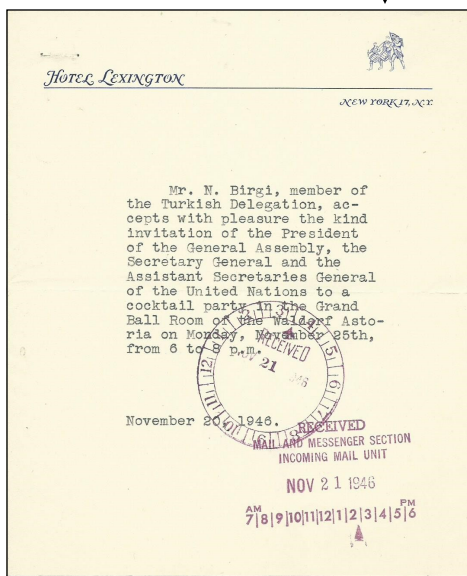 HOTEL LEXINGTON
NEW YORK 17, N.Y.
Mr. N. Birgi, member of
the Turkish Delegation, ac-
cepts with pleasure the kind
invitation of the President
of the General Assembly, the
Secretary General and the
Assistant Secretaries General
of the United Nations to a
cocktail party in the Grand
Ball Room of the Waldorf Asto-
ria on Monday, November 25th,
from 6 to 8 p.m.
RECEIVED
NOV 21 1946
November 20, 1946.
RECEIVED
MAIL AND MESSENGER SECTION
INCOMING MAIL UNIT
NOV 21 1946
AM PM
7|8|9|10|11|12|1|2|3|4|5|6